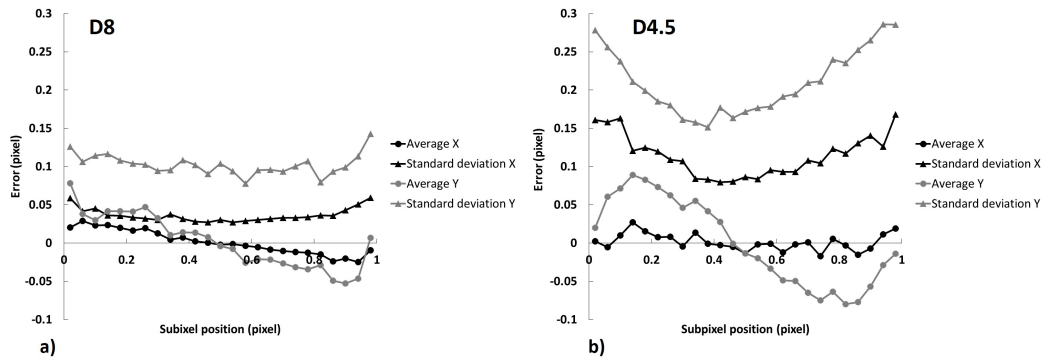 D8
0.3
0.25
0.2
0.15
0.1
0.05
0
-0.05
-0.1
Error (pixel)
0 0.2 0.4 0.6 0.8 1
Subixel position (pixel)
Average X
Standard deviation X
Average Y
Standard deviation Y
a)
D4.5
0.3
0.25
0.2
0.15
0.1
0.05
0
-0.05
-0.1
Error (pixel)
0 0.2 0.4 0.6 0.8 1
Subpixel position (pixel)
Average X
Standard deviation X
Average Y
Standard deviation Y
b)